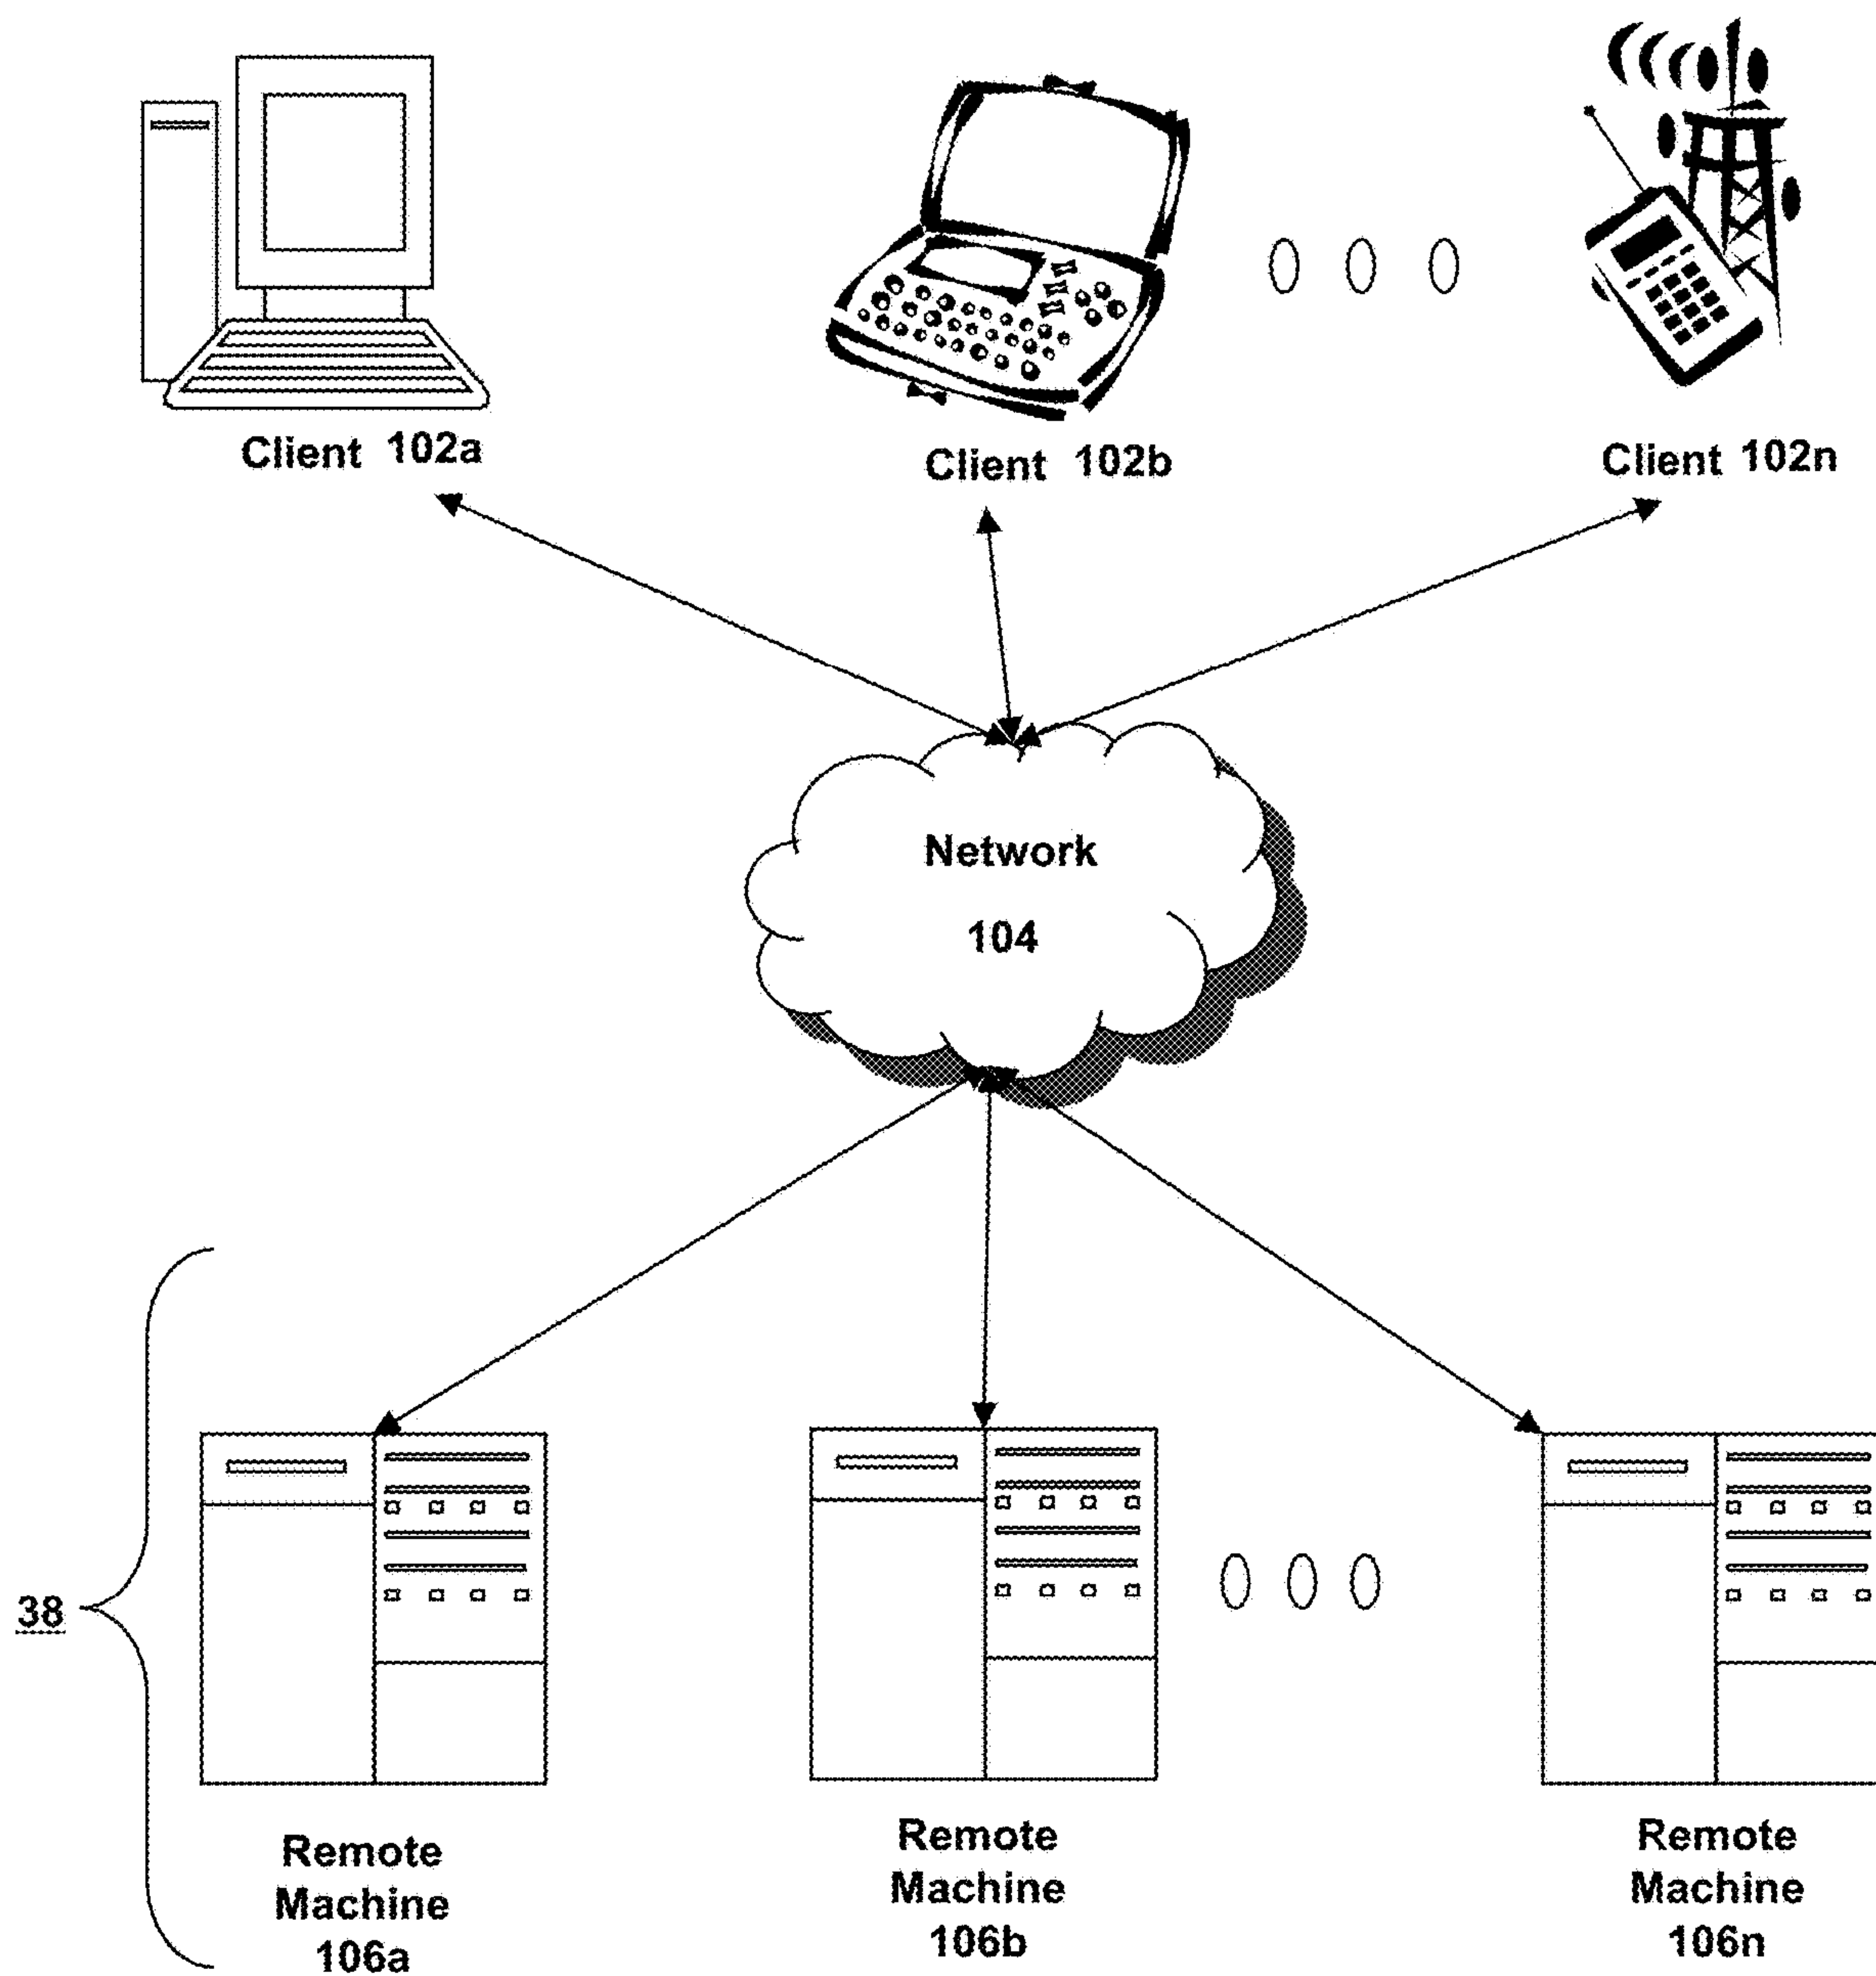 Client 102a
Client 102b
Client 102n
Network
104
38
Remote
Machine
106a
Remote
Machine
106b
Remote
Machine
106n